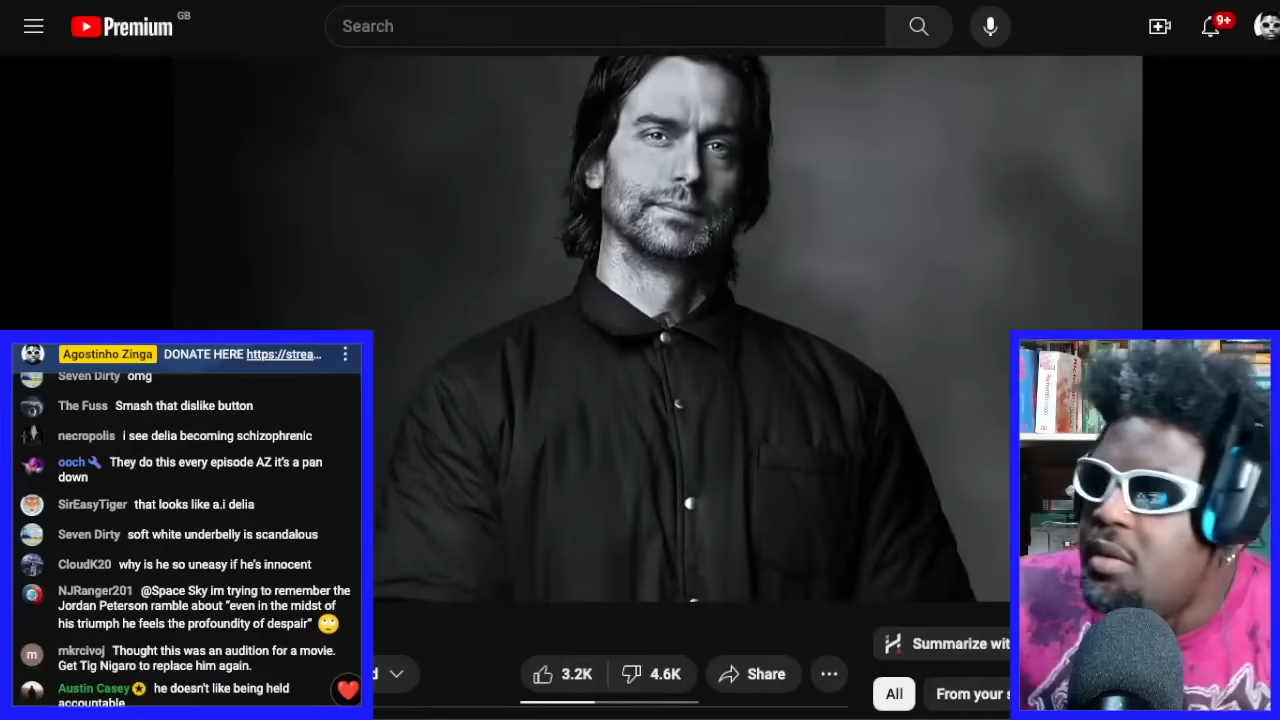 Premium GB
Search
9+
Agostinho Zinga DONATE HERE https://strea...
Seven Dirty omg
The Fuss Smash that dislike button
necropolis i see delia becoming schizophrenic
ooch They do this every episode AZ it's a pan
down
SirEasyTiger that looks like a.i delia
Seven Dirty soft white underbelly is scandalous
CloudK20 why is he so uneasy if he's innocent
NJRanger201 @Space Sky im trying to remember the
Jordan Peterson ramble about "even in the midst of
his triumph he feels the profoundity of despair"
m mkrcivoj Thought this was an audition for a movie.
Get Tig Nigaro to replace him again.
Austin Casey he doesn't like being held
accountable
d
3.2K
4.6K
Share
Summarize wit
All
From your s